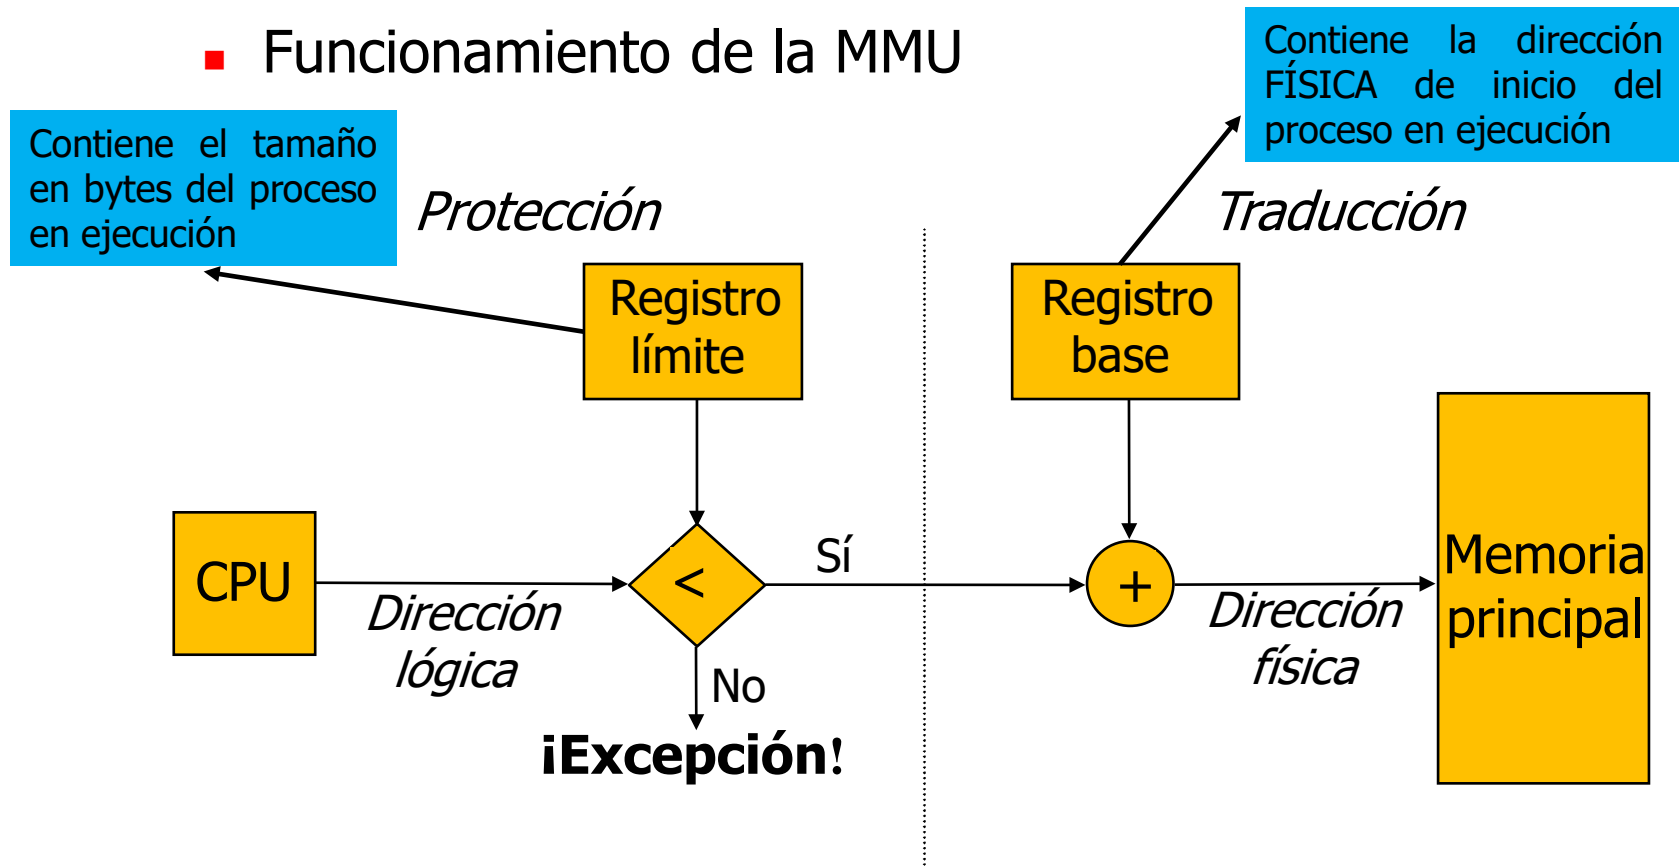 Funcionamiento de la MMU
Contiene la dirección
FÍSICA de inicio del
proceso en ejecución
Contiene el tamaño
en bytes del proceso
en ejecución
Protección
Traducción
Registro
límite
Registro
base
CPU
Dirección
lógica
<
Sí
No
¡Excepción!
+
Dirección
física
Memoria
principal